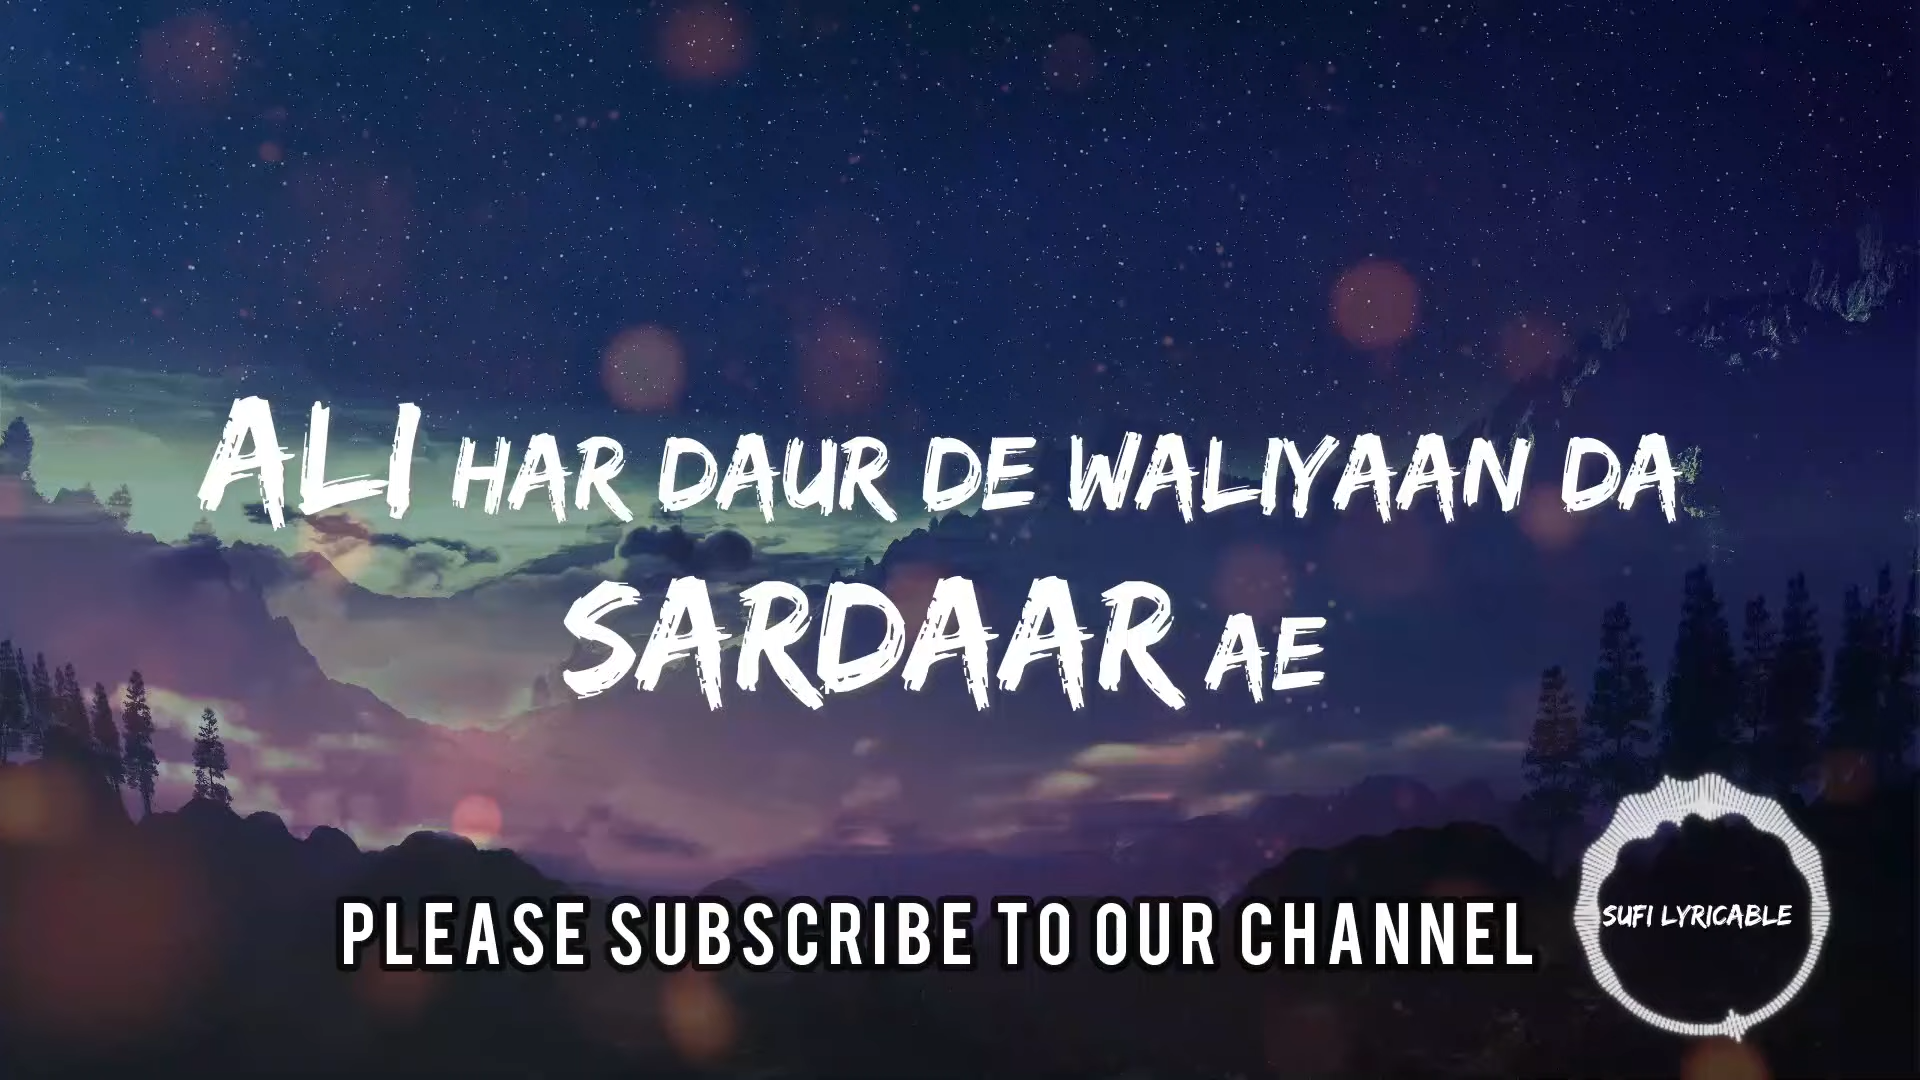 ALI HAR DAUR DE WALIYAAN DA
SARDAAR AE
PLEASE SUBSCRIBE TO OUR CHANNEL
SUFI LYRICABLE